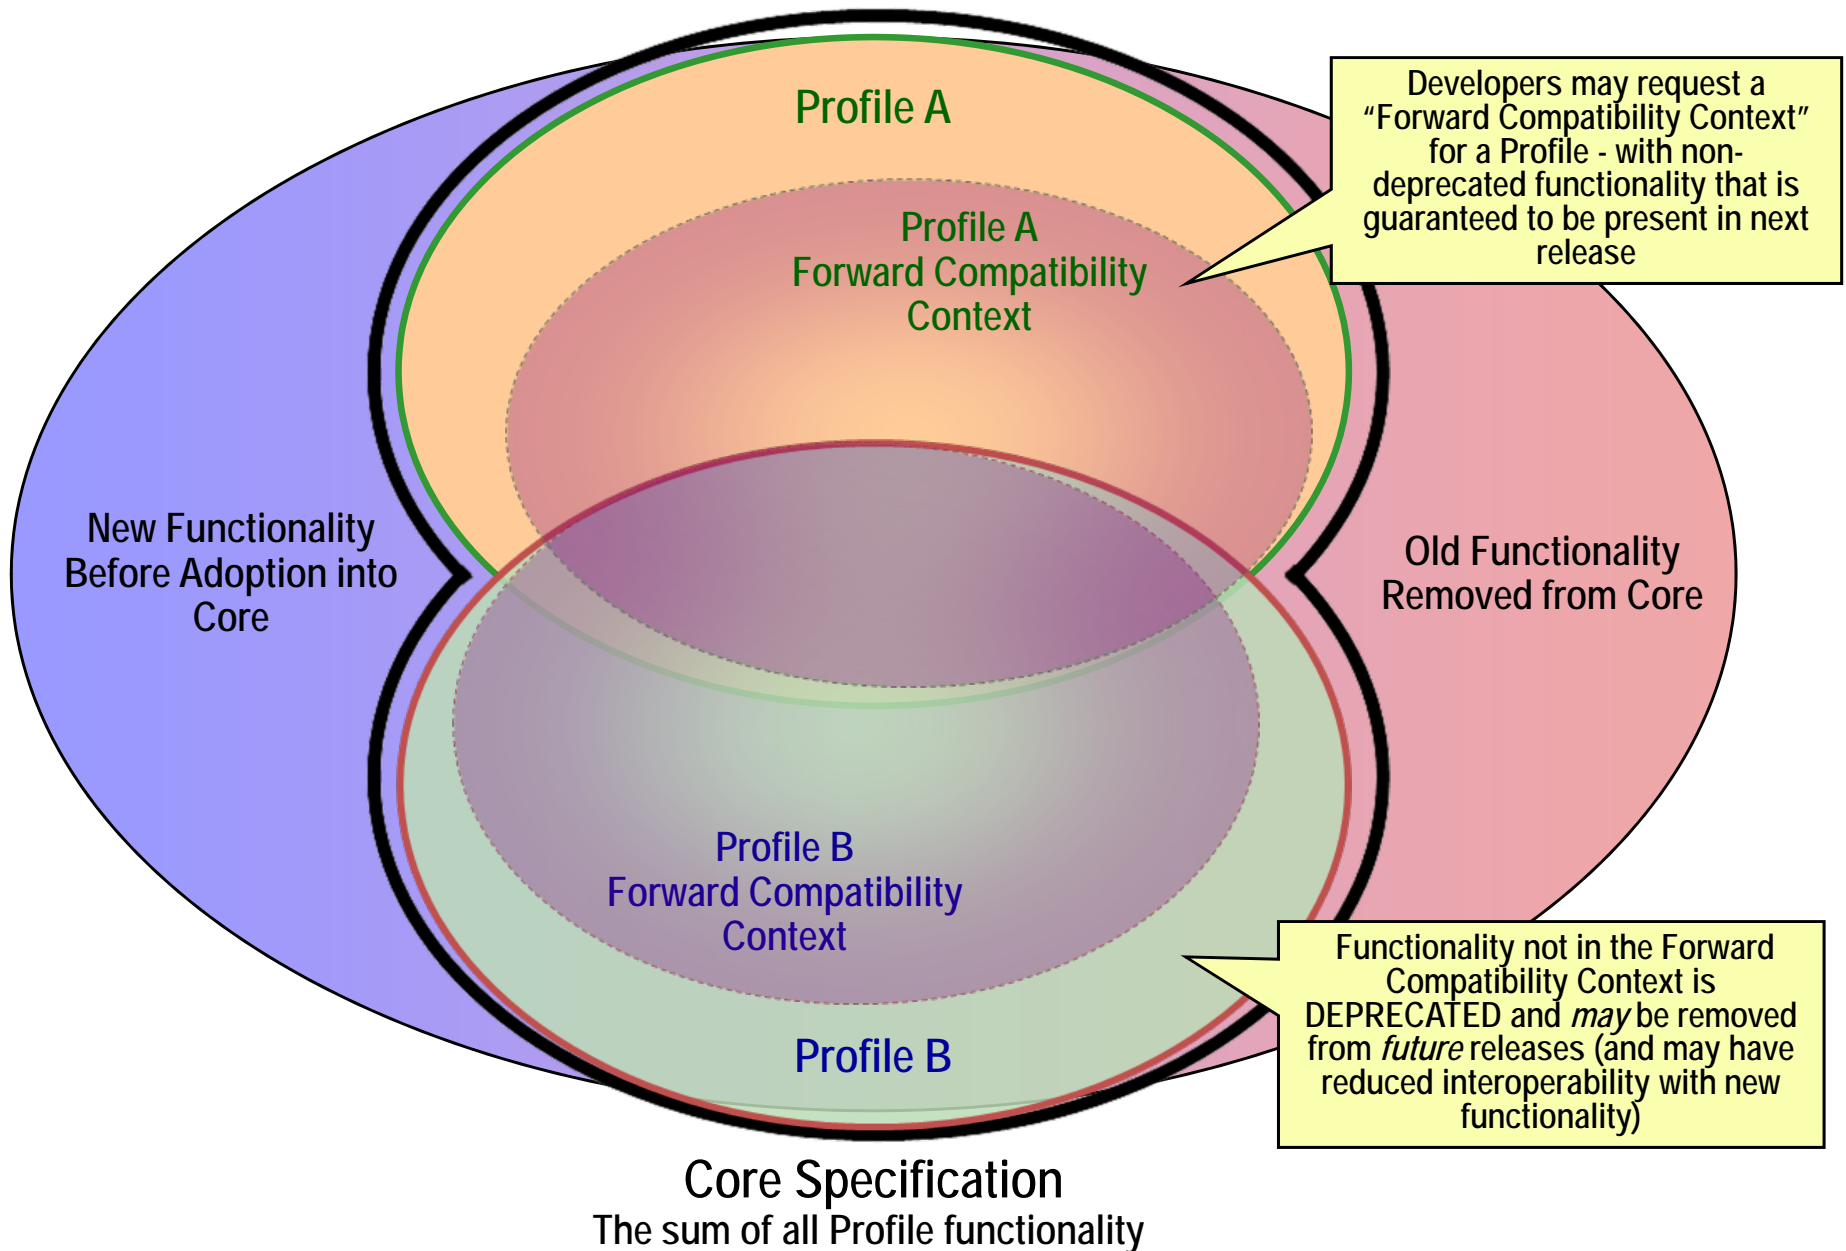 Profile A
Developers may request a
“Forward Compatibility Context”
for a Profile - with non-
deprecated functionality that is
guaranteed to be present in next
release
Profile A
Forward Compatibility
Context
New Functionality
Before Adoption into
Core
Old Functionality
Removed from Core
Profile B
Forward Compatibility
Context
Functionality not in the Forward
Compatibility Context is
DEPRECATED and may be removed
from future releases (and may have
reduced interoperability with new
functionality)
Profile B
Core Specification
The sum of all Profile functionality